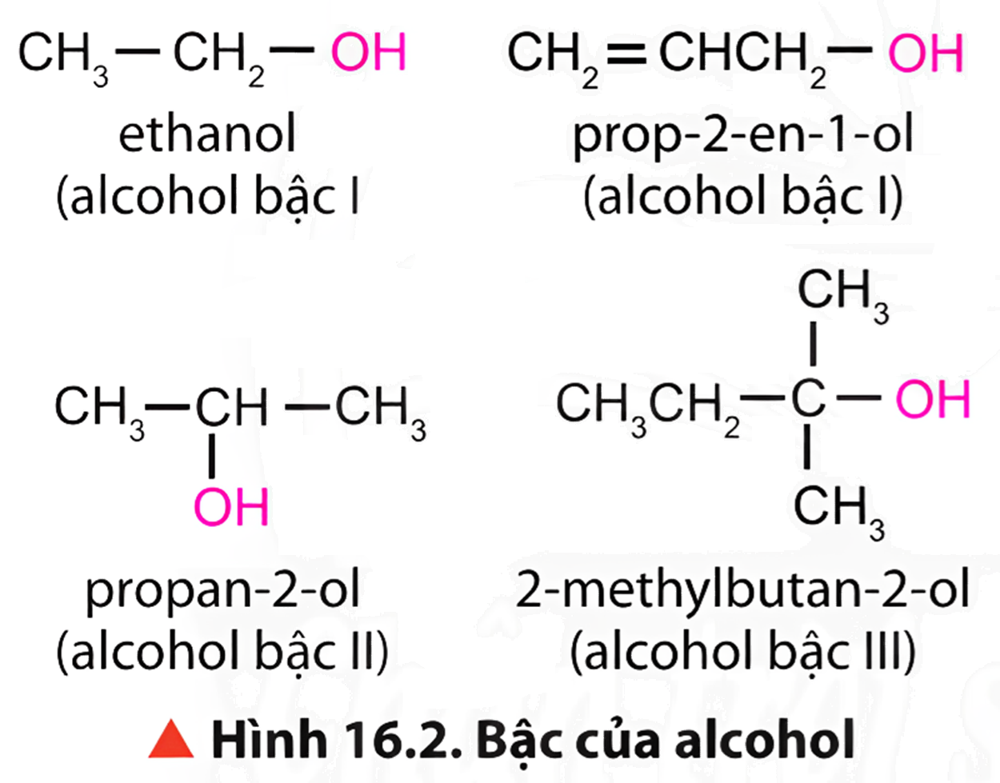 CH₃ — CH₂ — OH
ethanol
(alcohol bậc I
CH₂=CHCH₂ — OH
prop-2-en-1-ol
(alcohol bậc I)
CH₃ — CH — CH₃
|
OH
propan-2-ol
(alcohol bậc II)
CH₃
|
CH₃CH₂ — C — OH
|
CH₃
2-methylbutan-2-ol
(alcohol bậc III)
Hình 16.2. Bậc của alcohol